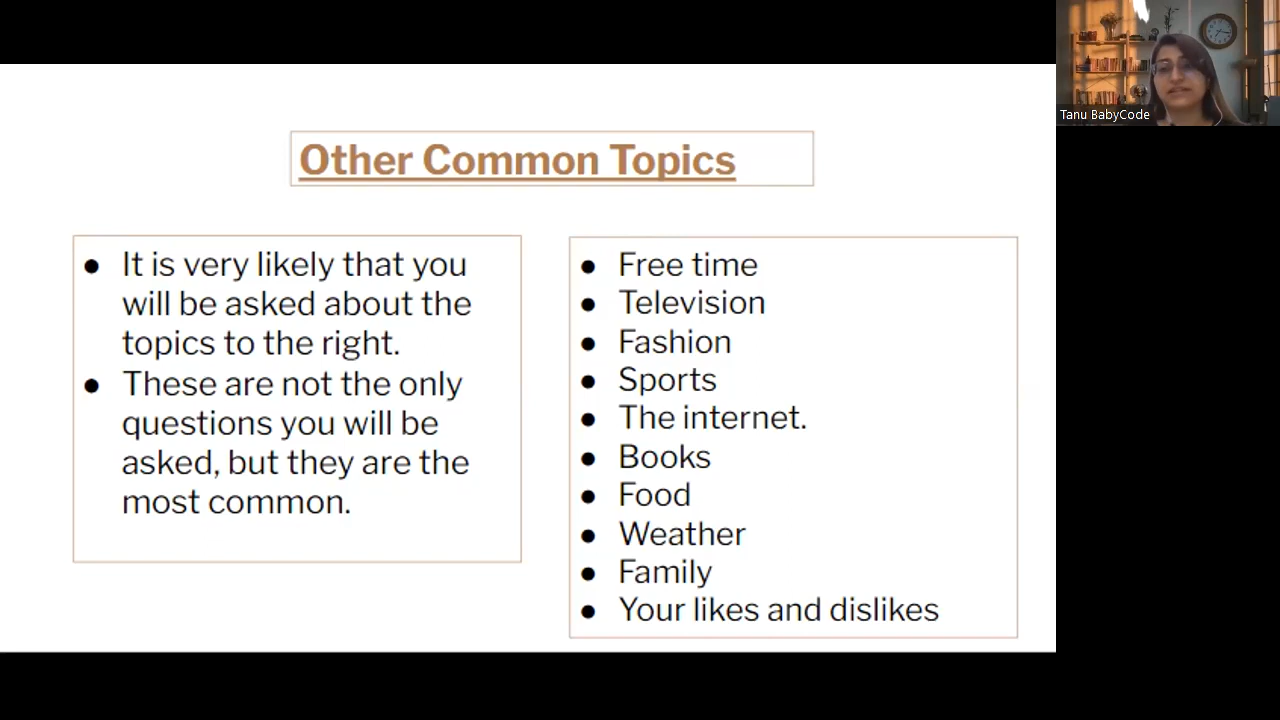 Tanu BabyCode
Other Common Topics
● It is very likely that you
will be asked about the
topics to the right.
● These are not the only
questions you will be
asked, but they are the
most common.
● Free time
● Television
● Fashion
● Sports
● The internet.
● Books
● Food
● Weather
● Family
● Your likes and dislikes